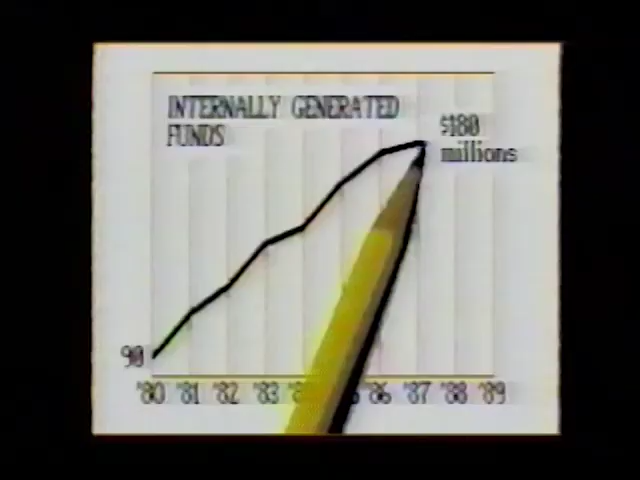 INTERNALLY GENERATED
FUNDS
$180
millions
90
'80 '81 '82 '83 '86 '87 '88 '89